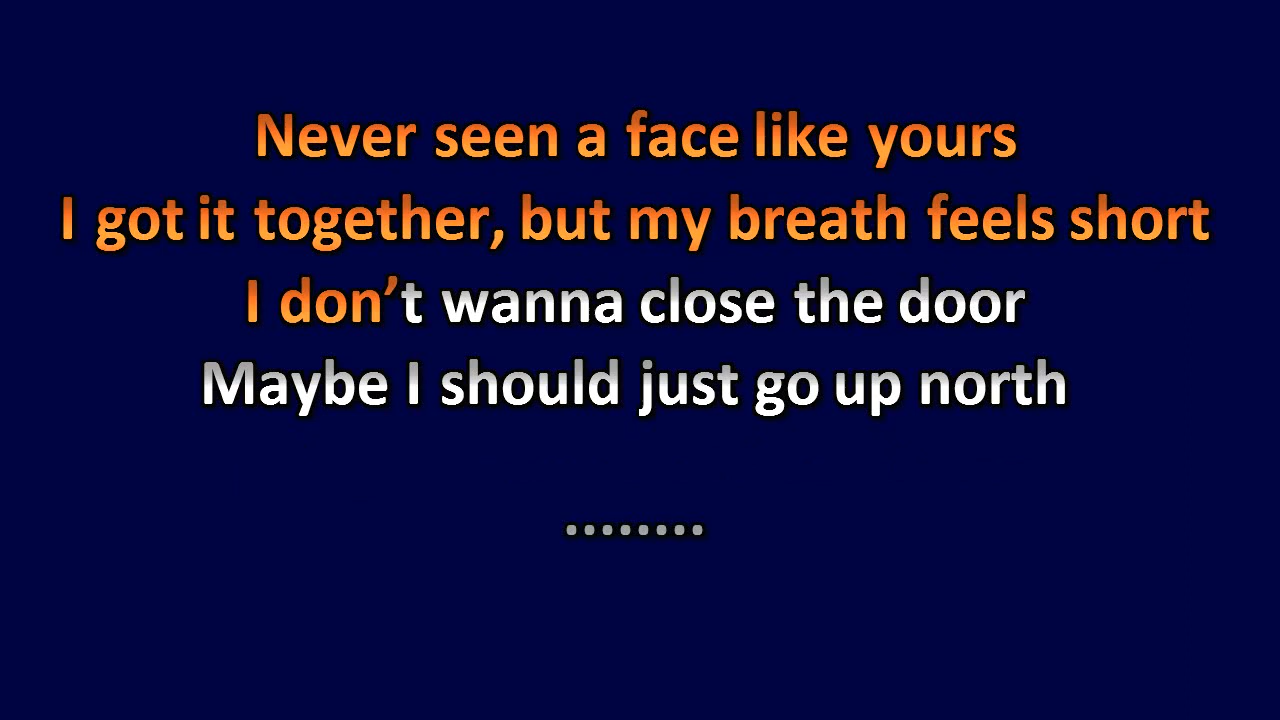 Never seen a face like yours
I got it together, but my breath feels short
I don’t wanna close the door
Maybe I should just go up north
........